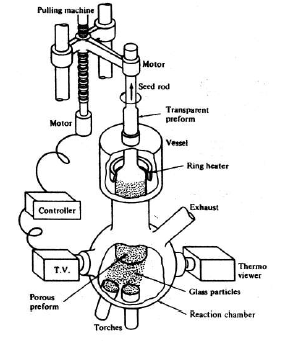 Pulling machine
Motor
Seed rod
Transparent
preform
Motor
Vessel
Ring heater
Controller
Exhaust
T.V.
Thermo
viewer
Porous
preform
Glass particles
Reaction chamber
Torches